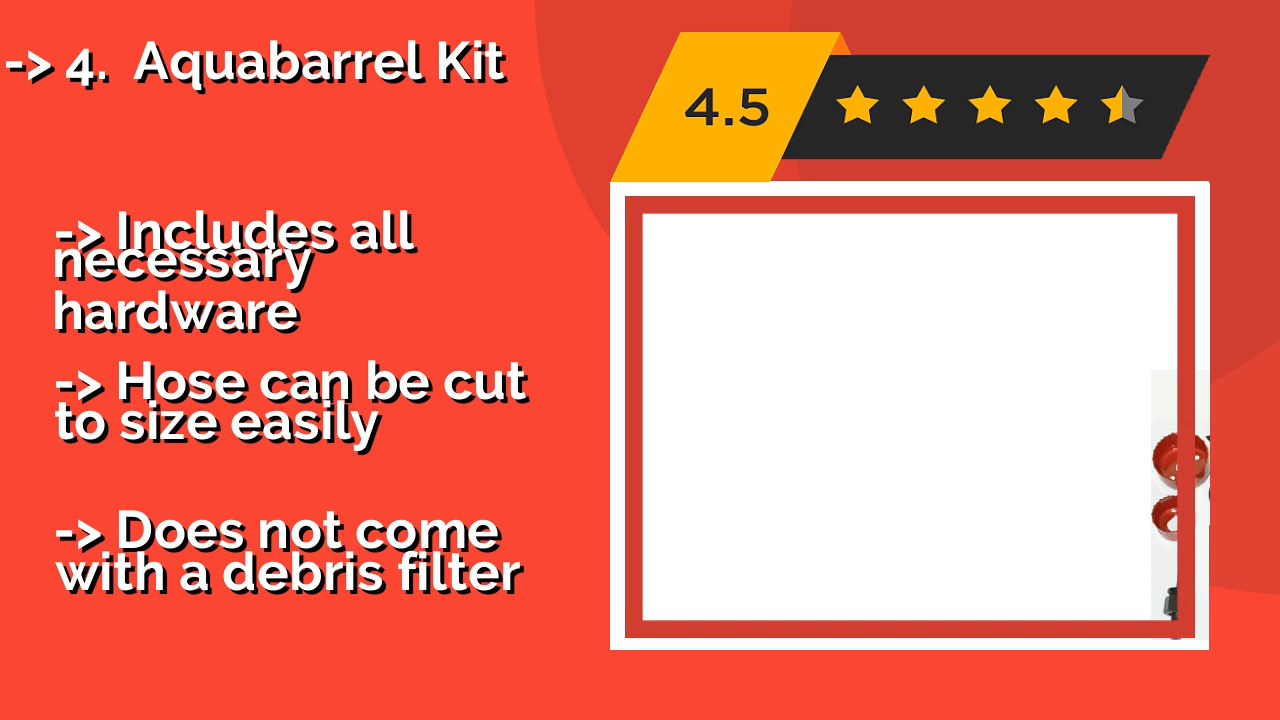 -> 4.  Aquabarrel Kit
4.5
-> Includes all
necessary
hardware
-> Hose can be cut
to size easily
-> Does not come
with a debris filter